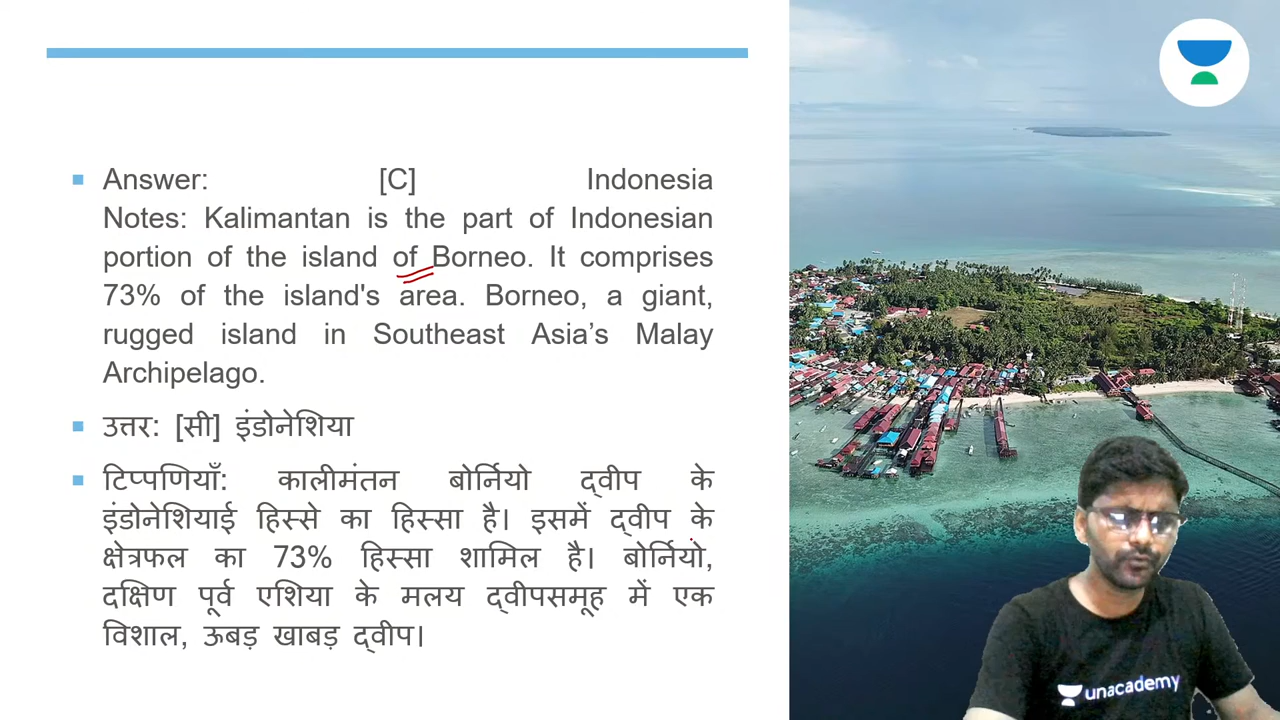 Answer: [C] Indonesia
Notes: Kalimantan is the part of Indonesian
portion of the island of Borneo. It comprises
73% of the island's area. Borneo, a giant,
rugged island in Southeast Asia’s Malay
Archipelago.
उत्तर: [सी] इंडोनेशिया
टिप्पणियाँ: कालीमंतन बोर्नियो द्वीप के
इंडोनेशियाई हिस्से का हिस्सा है। इसमें द्वीप के
क्षेत्रफल का 73% हिस्सा शामिल है। बोर्नियो,
दक्षिण पूर्व एशिया के मलय द्वीपसमूह में एक
विशाल, ऊबड़ खाबड़ द्वीप।
unacademy